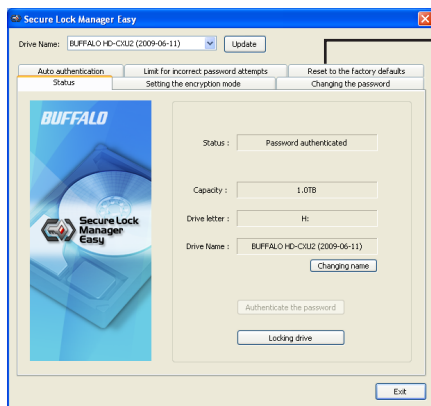 Secure Lock Manager Easy
Drive Name: BUFFALO HD-CXU2 (2009-06-11) Update
Auto authentication Limit for incorrect password attempts Reset to the factory defaults
Status Setting the encryption mode Changing the password
BUFFALO
Secure Lock
Manager
Easy
Status : Password authenticated
Capacity : 1.0TB
Drive letter : H:
Drive Name : BUFFALO HD-CXU2 (2009-06-11)
Changing name
Authenticate the password
Locking drive
Exit